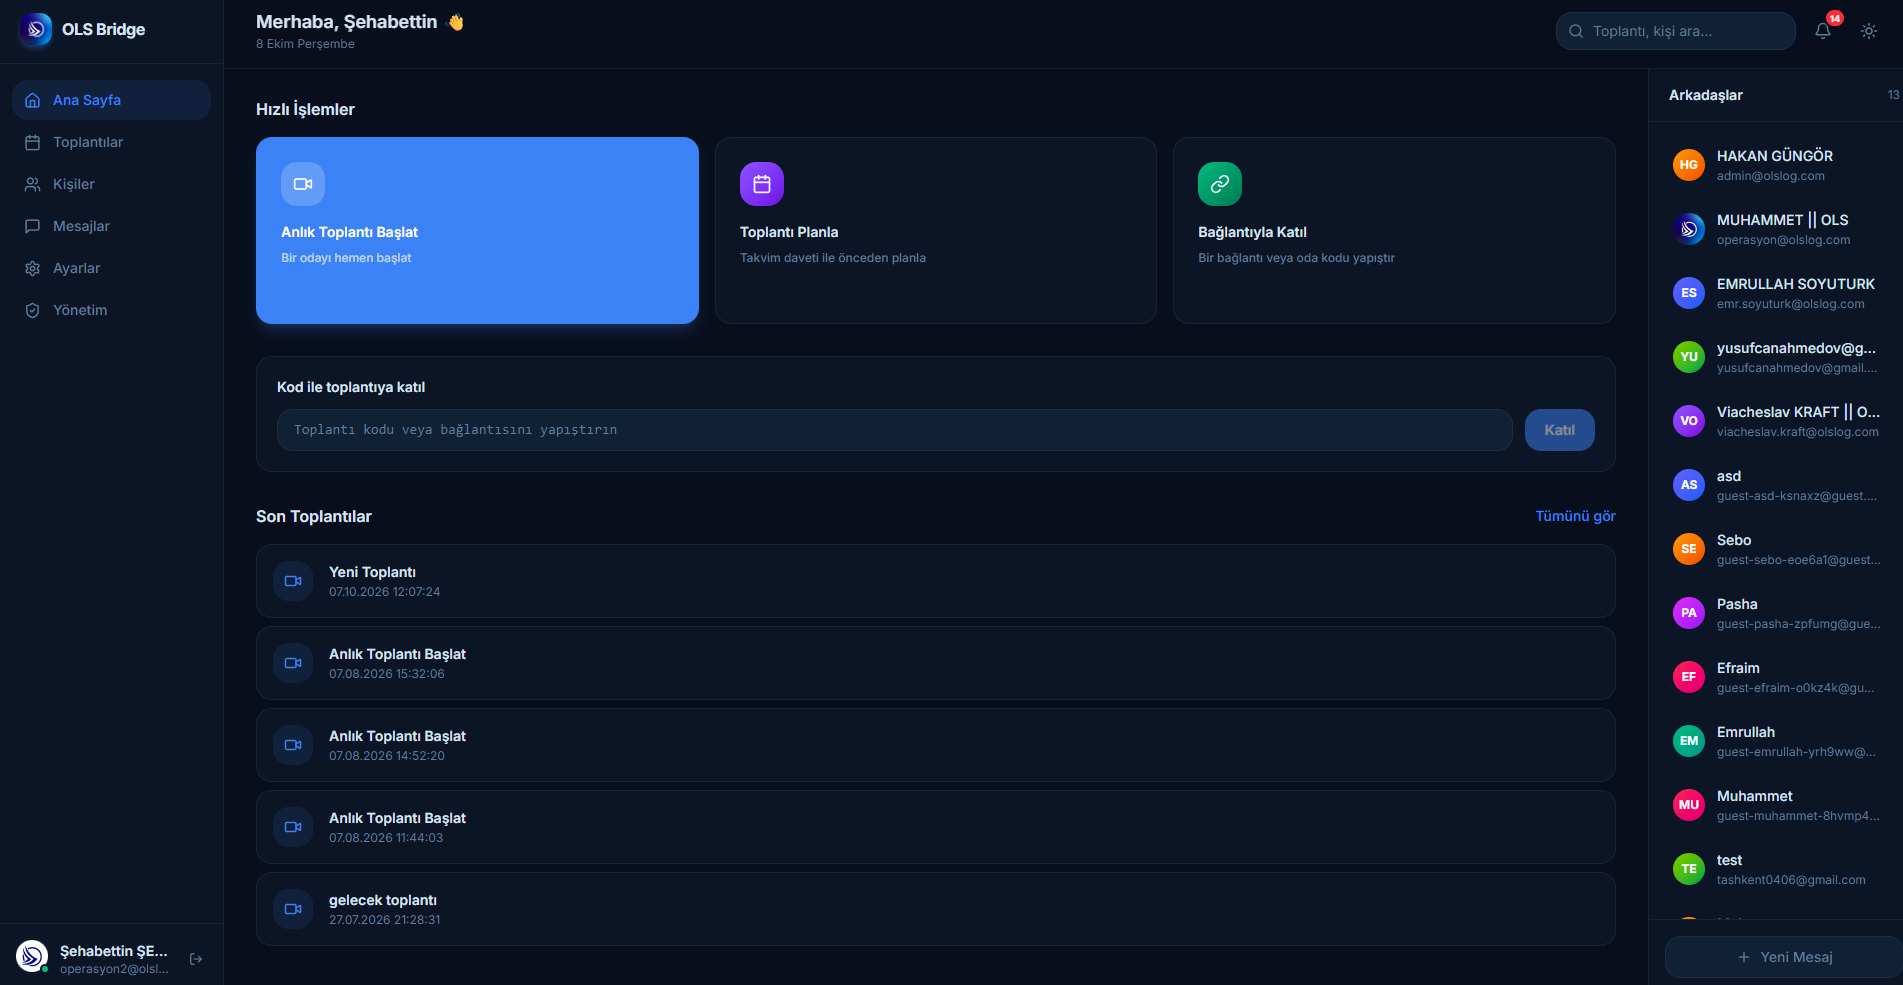 OLS Bridge
Ana Sayfa
Toplantılar
Kişiler
Mesajlar
Ayarlar
Yönetim
Şehabettin ŞE...
operasyon2@olsl...
Merhaba, Şehabettin 👋
8 Ekim Perşembe
Toplantı, kişi ara...
14
Hızlı İşlemler
Anlık Toplantı Başlat
Bir odayı hemen başlat
Toplantı Planla
Takvim daveti ile önceden planla
Bağlantıyla Katıl
Bir bağlantı veya oda kodu yapıştır
Kod ile toplantıya katıl
Toplantı kodu veya bağlantısını yapıştırın
Katıl
Son Toplantılar
Tümünü gör
Yeni Toplantı
07.10.2026 12:07:24
Anlık Toplantı Başlat
07.08.2026 15:32:06
Anlık Toplantı Başlat
07.08.2026 14:52:20
Anlık Toplantı Başlat
07.08.2026 11:44:03
gelecek toplantı
27.07.2026 21:28:31
Arkadaşlar
13
HG
HAKAN GÜNGÖR
admin@olslog.com
MUHAMMET || OLS
operasyon@olslog.com
ES
EMRULLAH SOYUTURK
emr.soyuturk@olslog.com
YU
yusufcanahmedov@g...
yusufcanahmedov@gmail....
VO
Viacheslav KRAFT || O...
viacheslav.kraft@olslog.com
AS
asd
guest-asd-ksnaxz@guest....
SE
Sebo
guest-sebo-eoe6a1@guest...
PA
Pasha
guest-pasha-zpfumg@gue...
EF
Efraim
guest-efraim-o0kz4k@gu...
EM
Emrullah
guest-emrullah-yrh9ww@...
MU
Muhammet
guest-muhammet-8hvmp4...
TE
test
tashkent0406@gmail.com
+ Yeni Mesaj